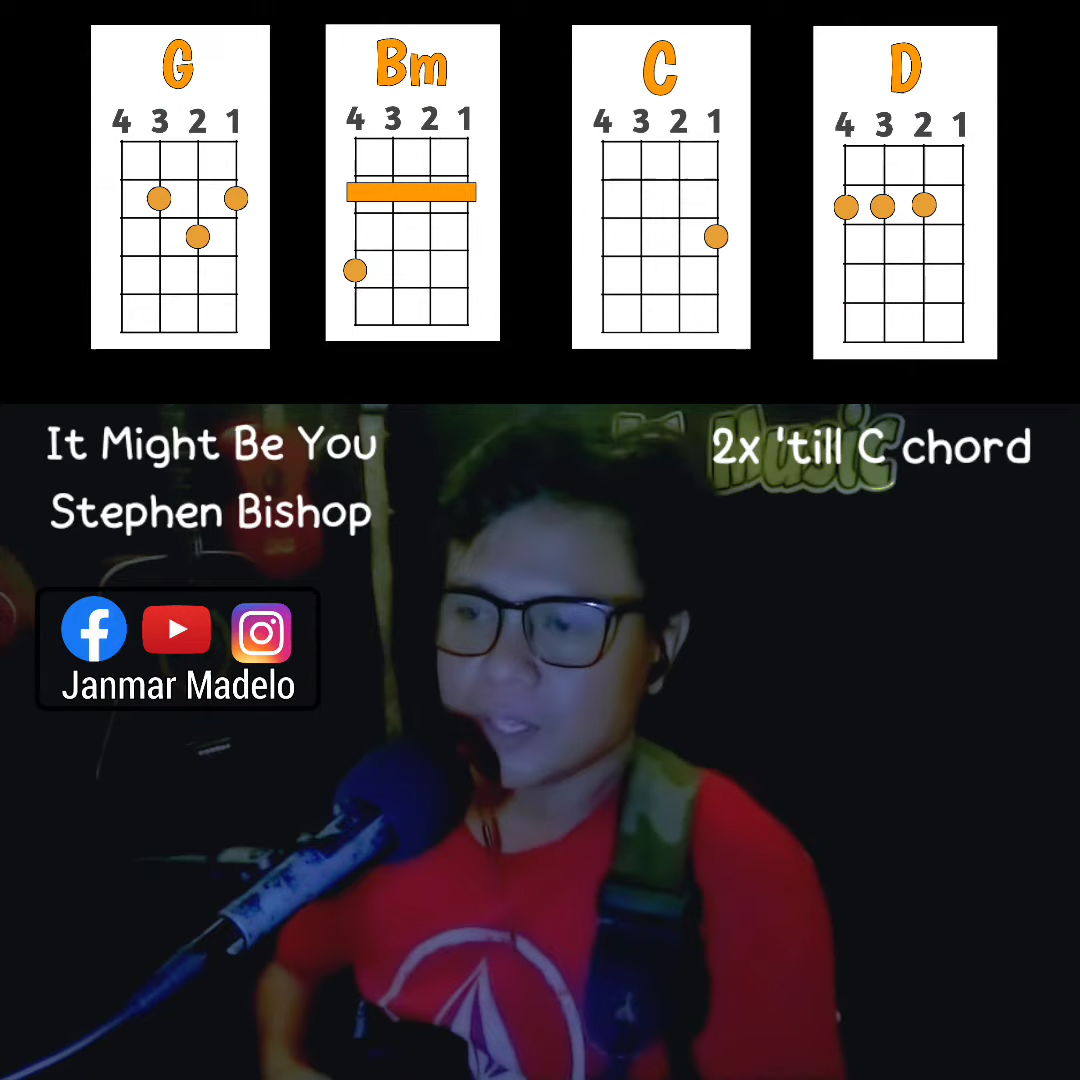 G Bm C D
4 3 2 1 4 3 2 1 4 3 2 1 4 3 2 1
It Might Be You
Stephen Bishop
2x 'till C chord
Music
Janmar Madelo